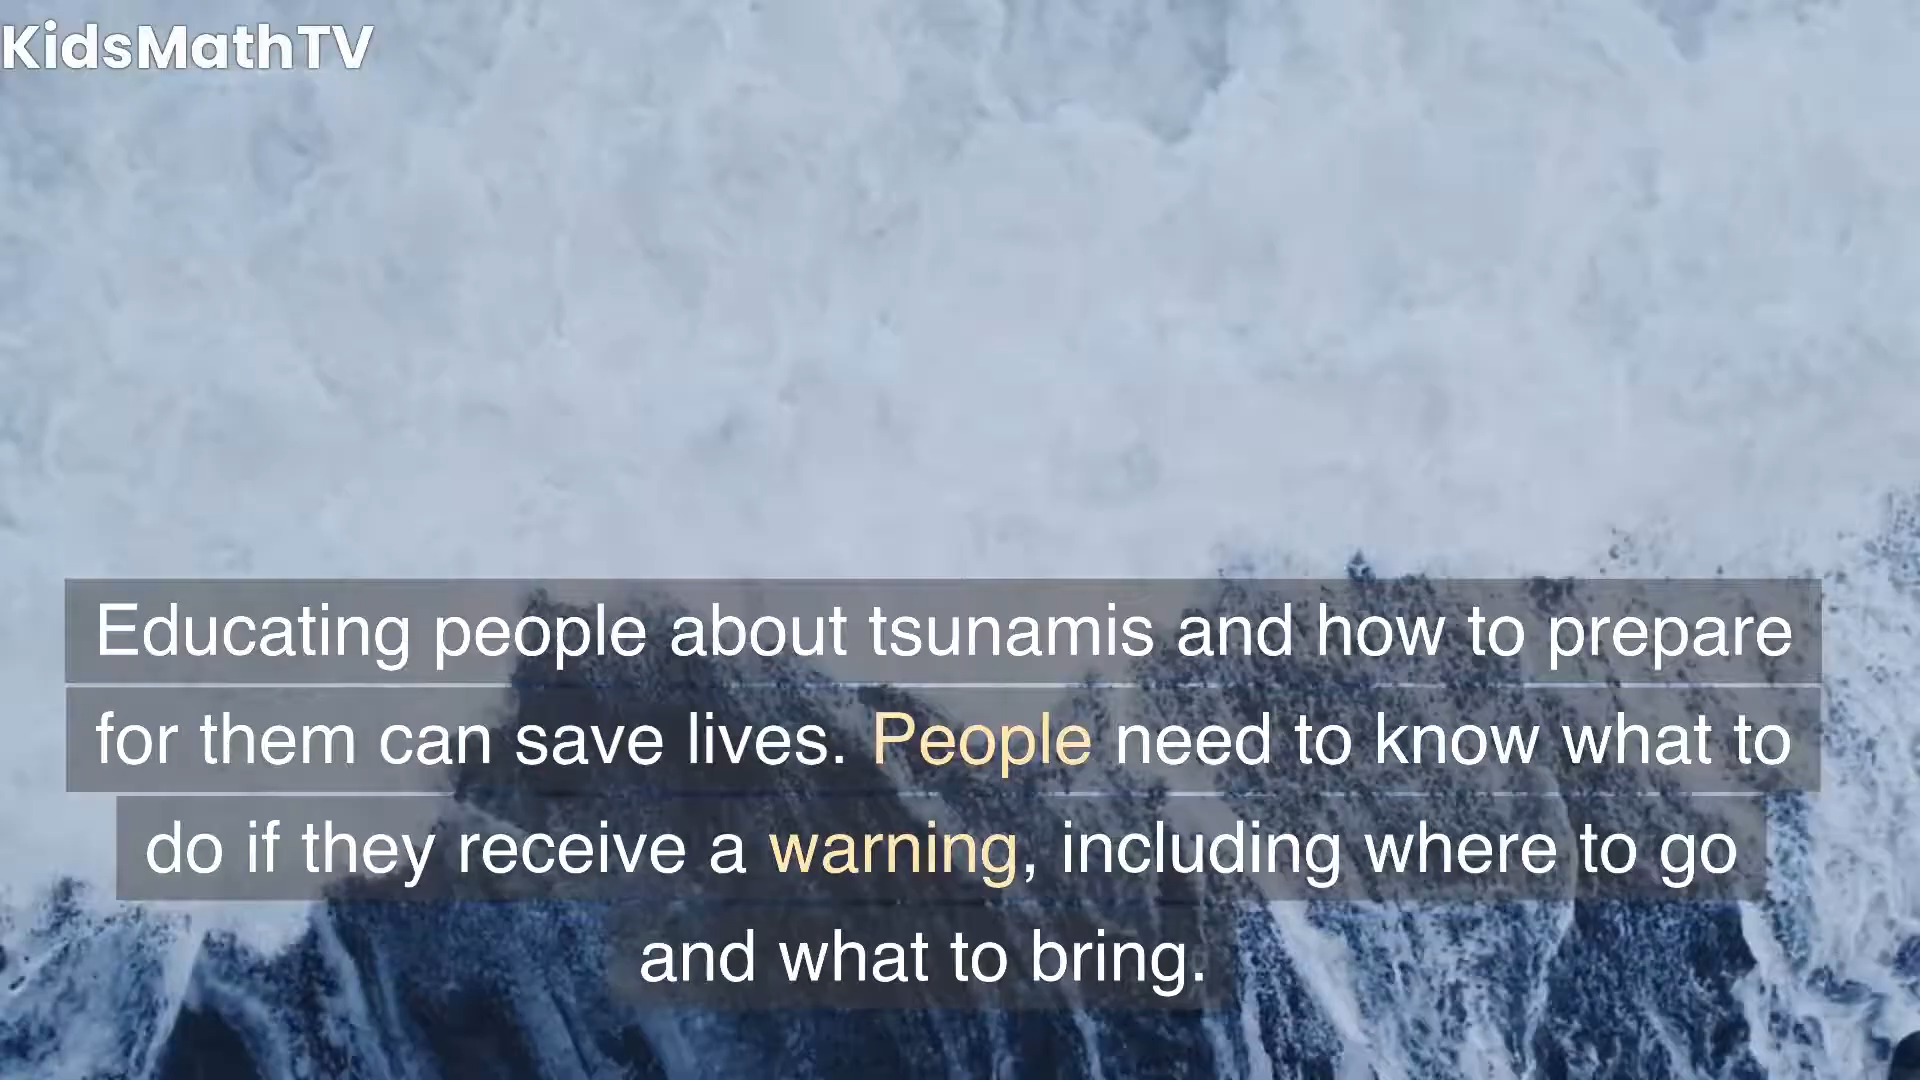 KidsMathTV
Educating people about tsunamis and how to prepare
for them can save lives. People need to know what to
do if they receive a warning, including where to go
and what to bring.